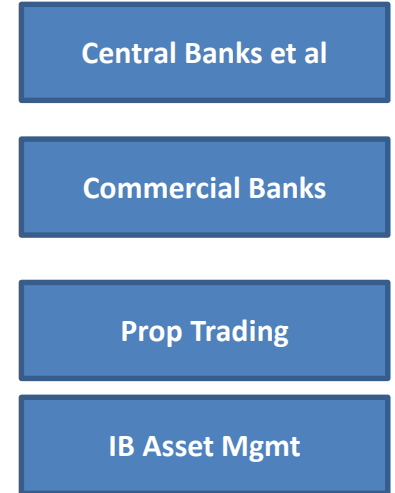 Central Banks et al
Commercial Banks
Prop Trading
IB Asset Mgmt